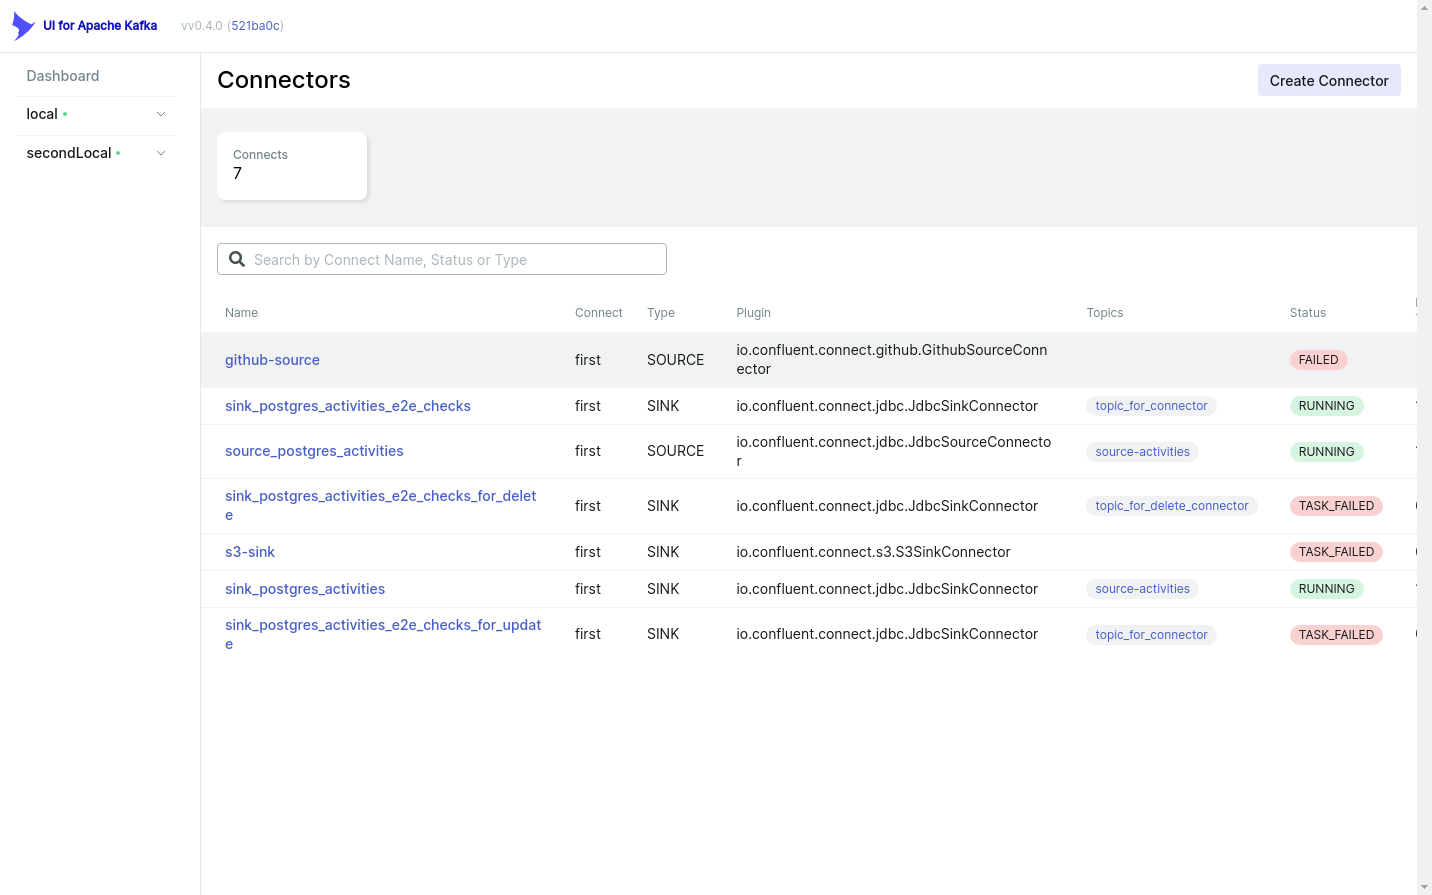 UI for Apache Kafka vv0.4.0 (521ba0c)
Dashboard
local
secondLocal
Connectors
Create Connector
Connects
7
Search by Connect Name, Status or Type
Name Connect Type Plugin Topics Status
github-source first SOURCE io.confluent.connect.github.GithubSourceConn
ector FAILED
sink_postgres_activities_e2e_checks first SINK io.confluent.connect.jdbc.JdbcSinkConnector topic_for_connector RUNNING
source_postgres_activities first SOURCE io.confluent.connect.jdbc.JdbcSourceConnecto
r source-activities RUNNING
sink_postgres_activities_e2e_checks_for_delet
e first SINK io.confluent.connect.jdbc.JdbcSinkConnector topic_for_delete_connector TASK_FAILED
s3-sink first SINK io.confluent.connect.s3.S3SinkConnector TASK_FAILED
sink_postgres_activities first SINK io.confluent.connect.jdbc.JdbcSinkConnector source-activities RUNNING
sink_postgres_activities_e2e_checks_for_updat
e first SINK io.confluent.connect.jdbc.JdbcSinkConnector topic_for_connector TASK_FAILED